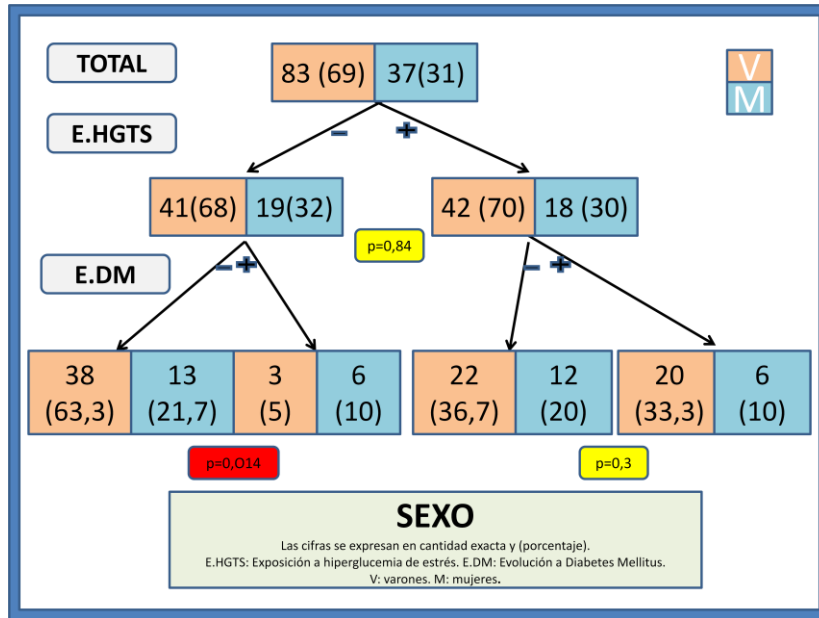 TOTAL
83 (69) 37(31)
V
M
E.HGTS
− +
41(68) 19(32) 42 (70) 18 (30)
p=0,84
E.DM
− + − +
38 13 3 6 22 12 20 6
(63,3) (21,7) (5) (10) (36,7) (20) (33,3) (10)
p=0,O14 p=0,3
SEXO
Las cifras se expresan en cantidad exacta y (porcentaje).
E.HGTS: Exposición a hiperglucemia de estrés. E.DM: Evolución a Diabetes Mellitus.
V: varones. M: mujeres.